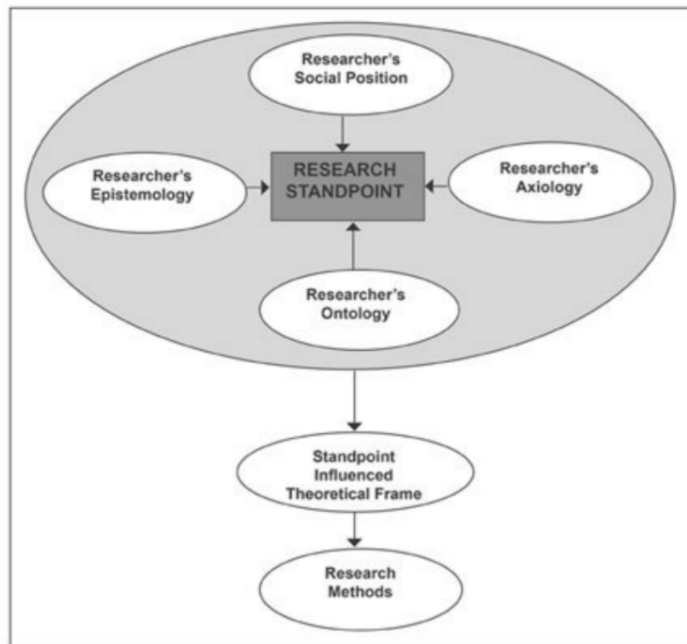 Researcher's
Social Position
Researcher's
Epistemology
RESEARCH
STANDPOINT
Researcher's
Axiology
Researcher's
Ontology
Standpoint
Influenced
Theoretical Frame
Research
Methods